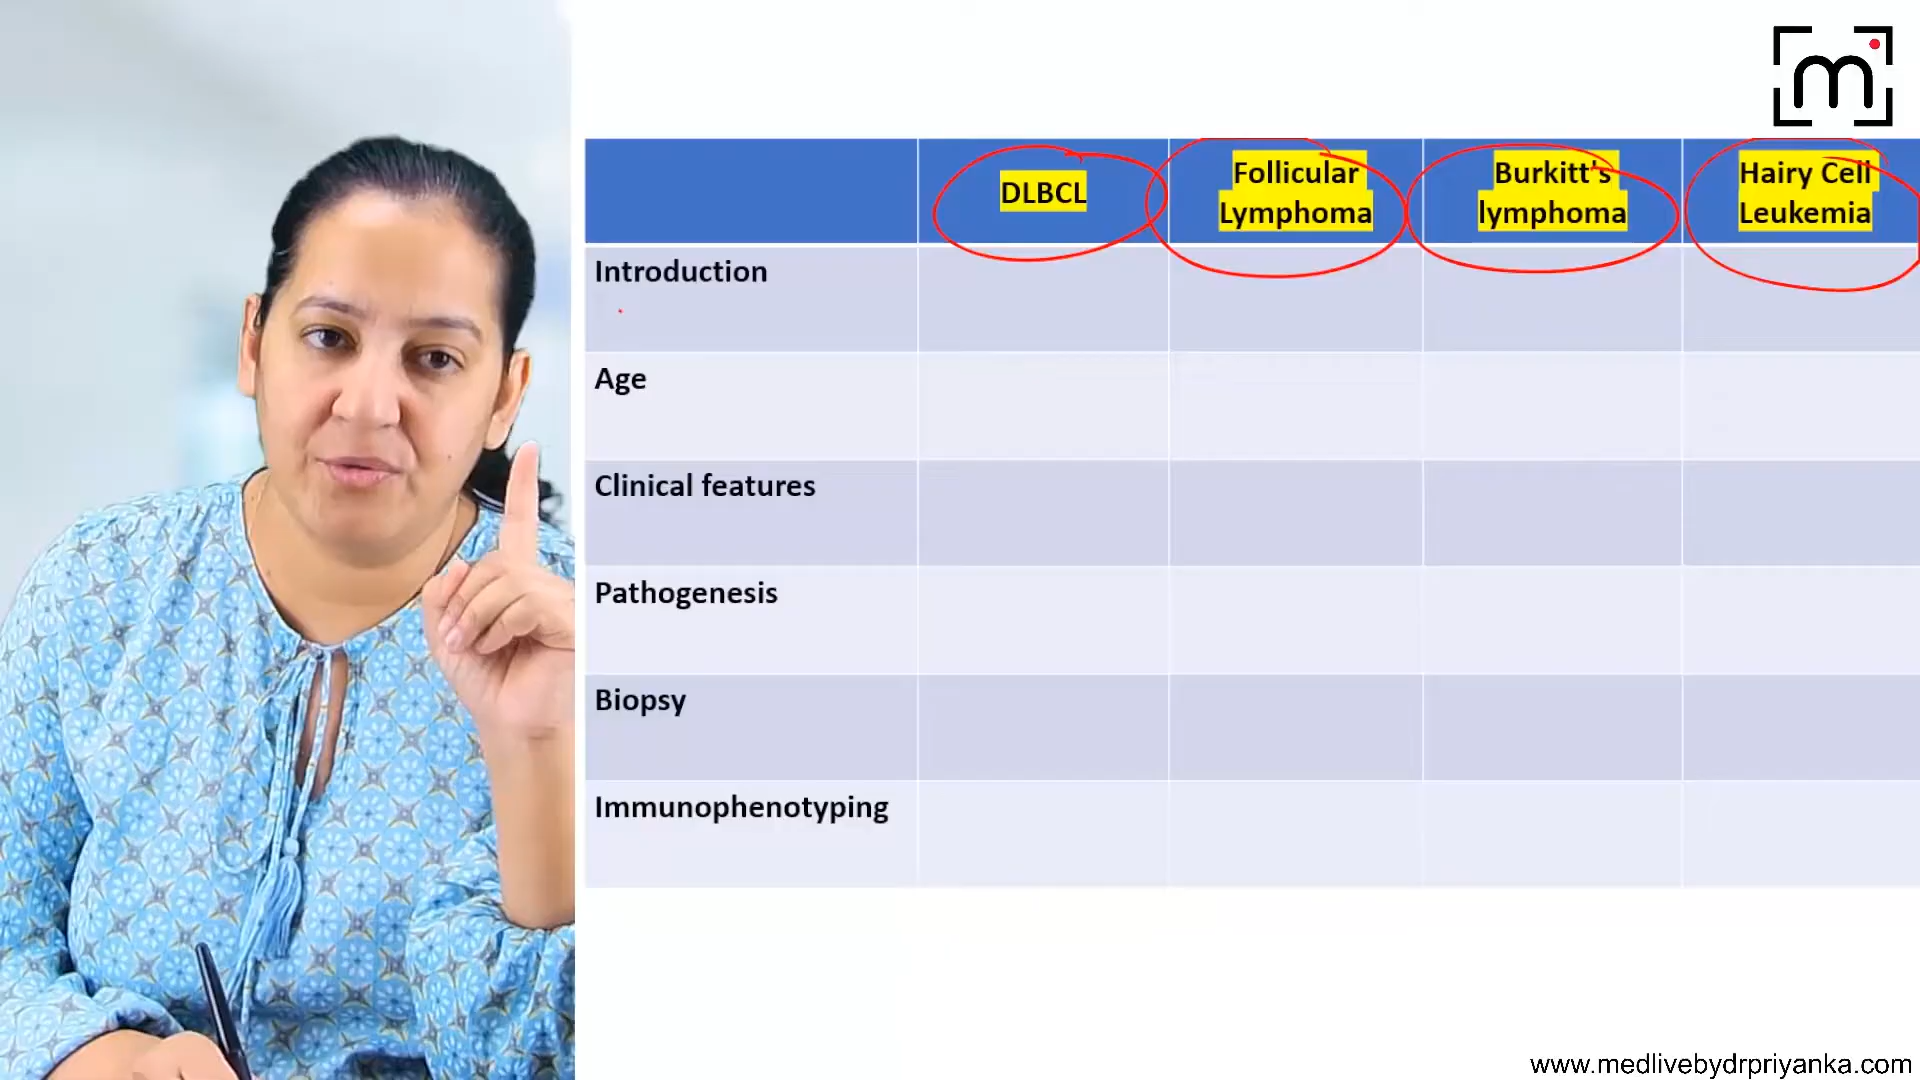 m
DLBCL
Follicular
Lymphoma
Burkitt's
lymphoma
Hairy Cell
Leukemia
Introduction
Age
Clinical features
Pathogenesis
Biopsy
Immunophenotyping
www.medlivebydrpriyanka.com